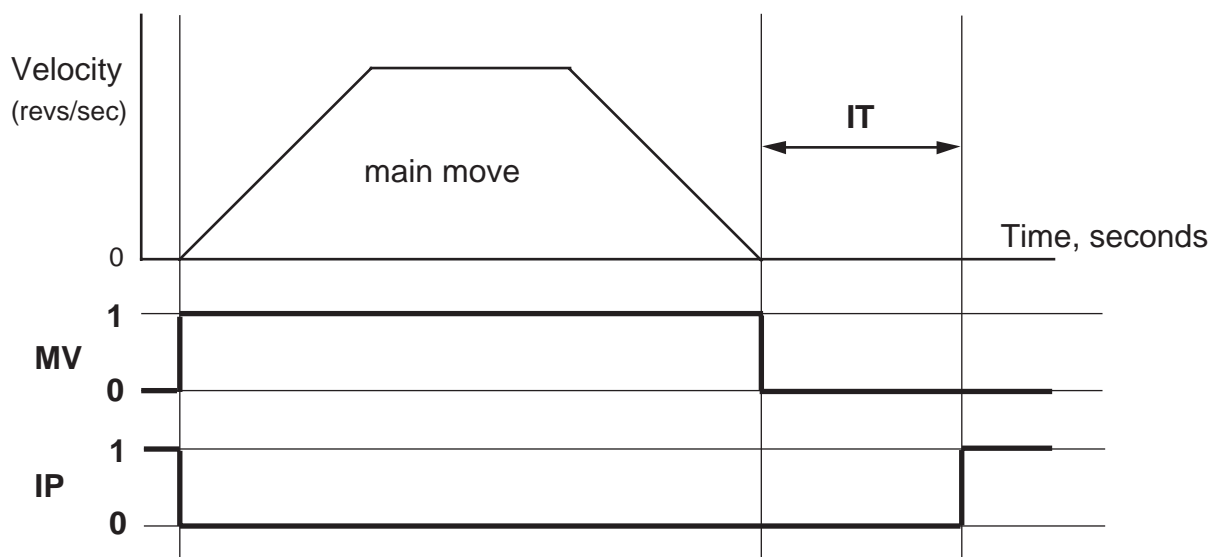 Velocity
(revs/sec)
IT
main move
Time, seconds
0
1
MV
0
1
IP
0